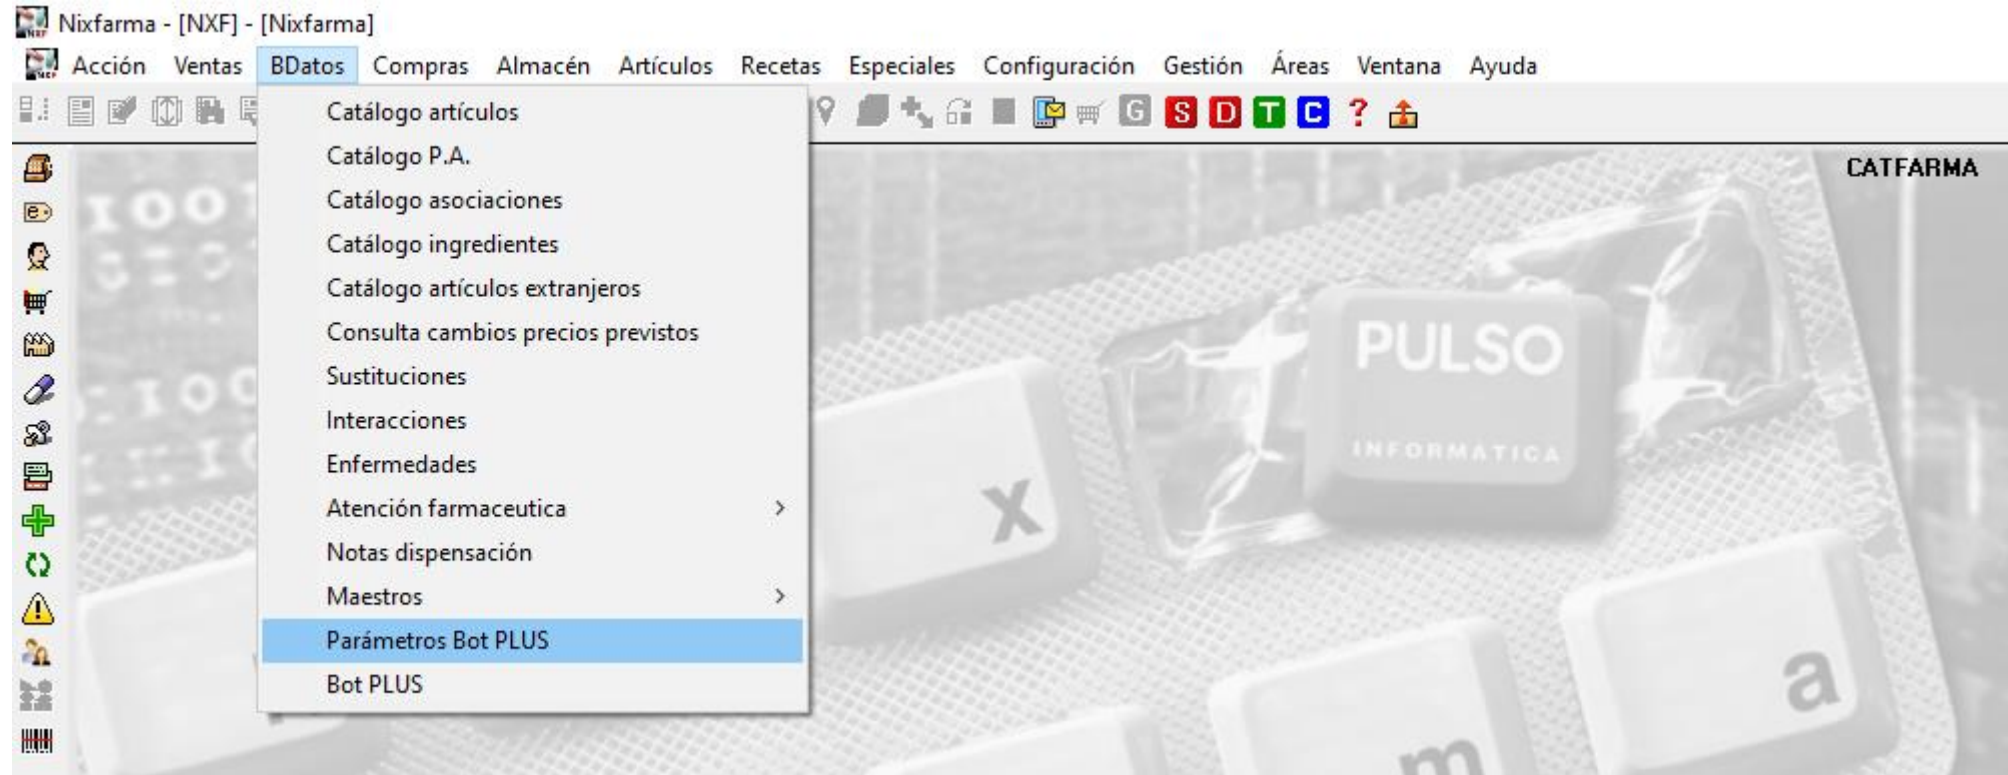 Nixfarma - [NXF] - [Nixfarma]
Acción Ventas BDatos Compras Almacén Artículos Recetas Especiales Configuración Gestión Áreas Ventana Ayuda
G S D T C ?
CATFARMA
Catálogo artículos
Catálogo P.A.
Catálogo asociaciones
Catálogo ingredientes
Catálogo artículos extranjeros
Consulta cambios precios previstos
Sustituciones
Interacciones
Enfermedades
Atención farmaceutica >
Notas dispensación
Maestros >
Parámetros Bot PLUS
Bot PLUS
PULSO
INFORMATICA
x
a
m